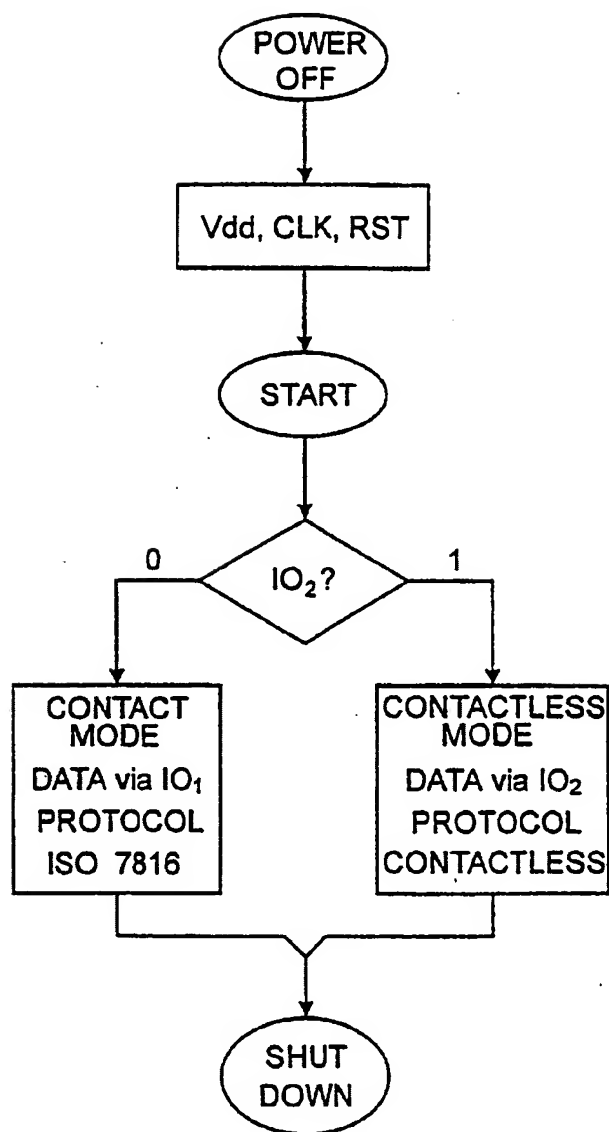 POWER
OFF
Vdd, CLK, RST
START
IO₂?
0
1
CONTACT
MODE
DATA via IO₁
PROTOCOL
ISO 7816
CONTACTLESS
MODE
DATA via IO₂
PROTOCOL
CONTACTLESS
SHUT
DOWN